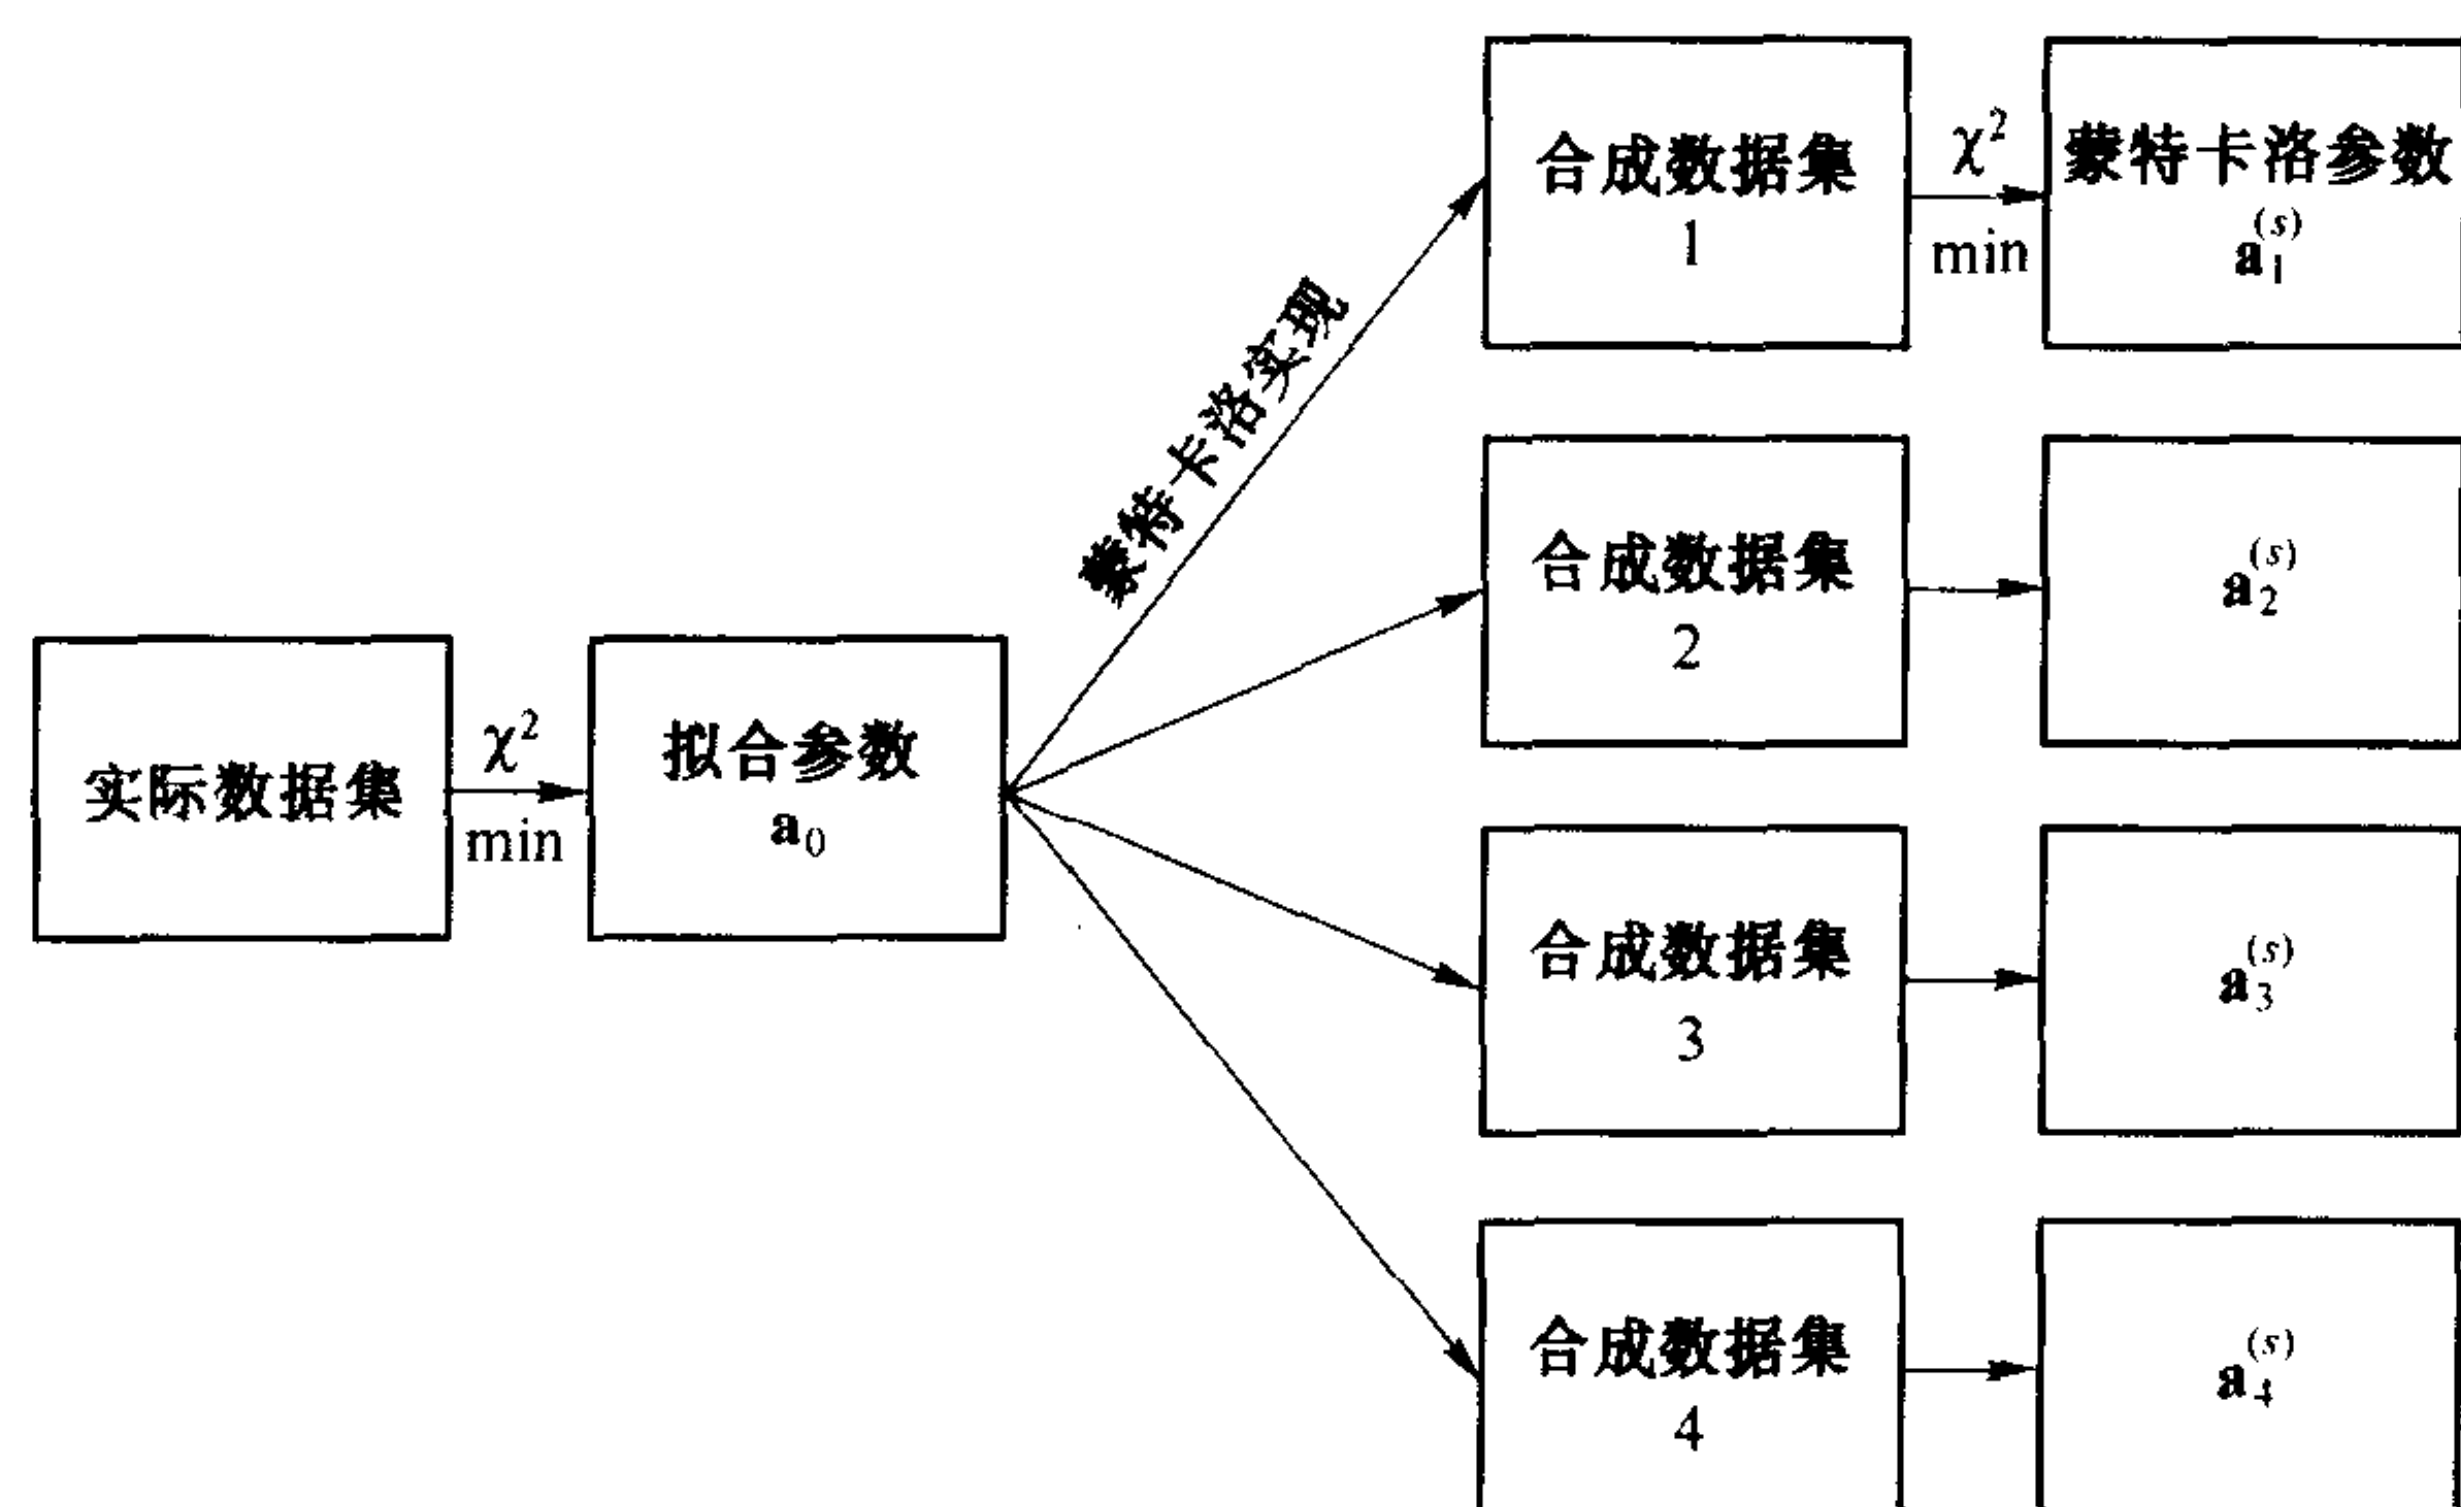 实际数据集
χ²
min
拟合参数
a₀
蒙特卡洛实现
合成数据集
1
χ²
min
蒙特卡洛参数
a₁⁽ˢ⁾
合成数据集
2
a₂⁽ˢ⁾
合成数据集
3
a₃⁽ˢ⁾
合成数据集
4
a₄⁽ˢ⁾